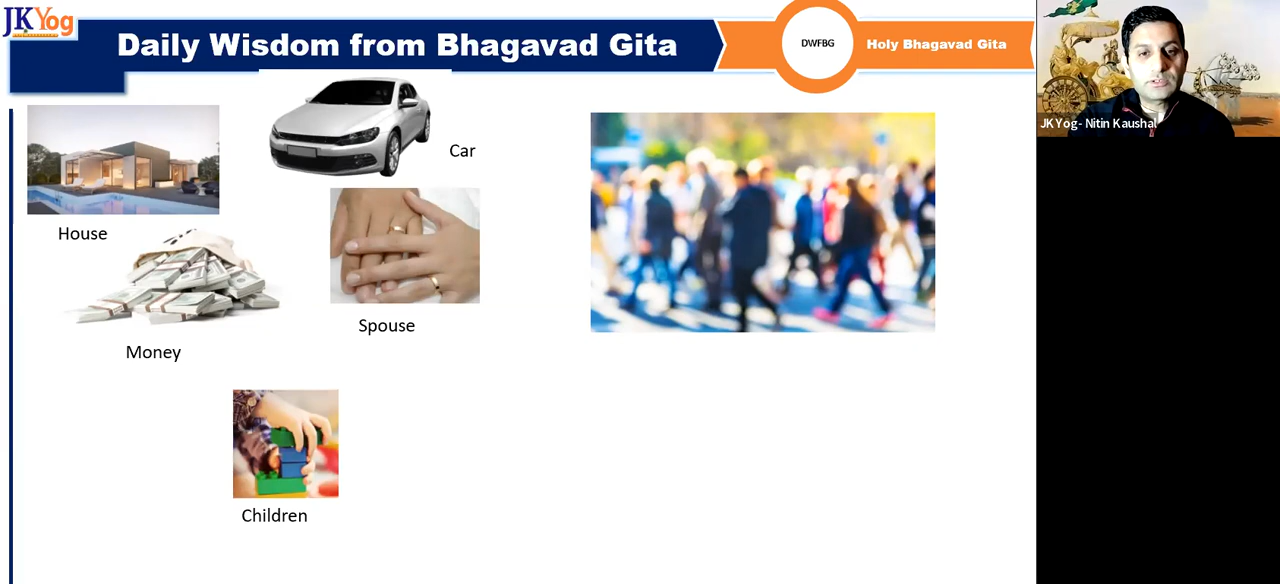 JKYog
Daily Wisdom from Bhagavad Gita
DWFBG
Holy Bhagavad Gita
JKYog- Nitin Kaushal
Car
House
Spouse
Money
Children